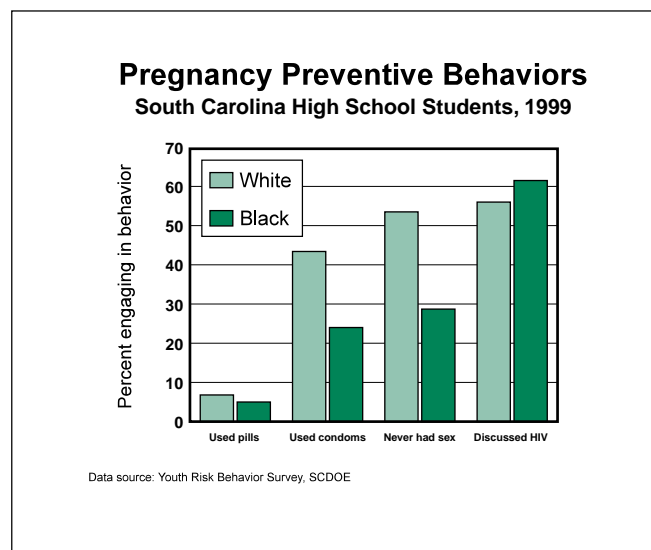 Pregnancy Preventive Behaviors
South Carolina High School Students, 1999
Percent engaging in behavior
70
60
50
40
30
20
10
0
White
Black
Used pills
Used condoms
Never had sex
Discussed HIV
Data source: Youth Risk Behavior Survey, SCDOE